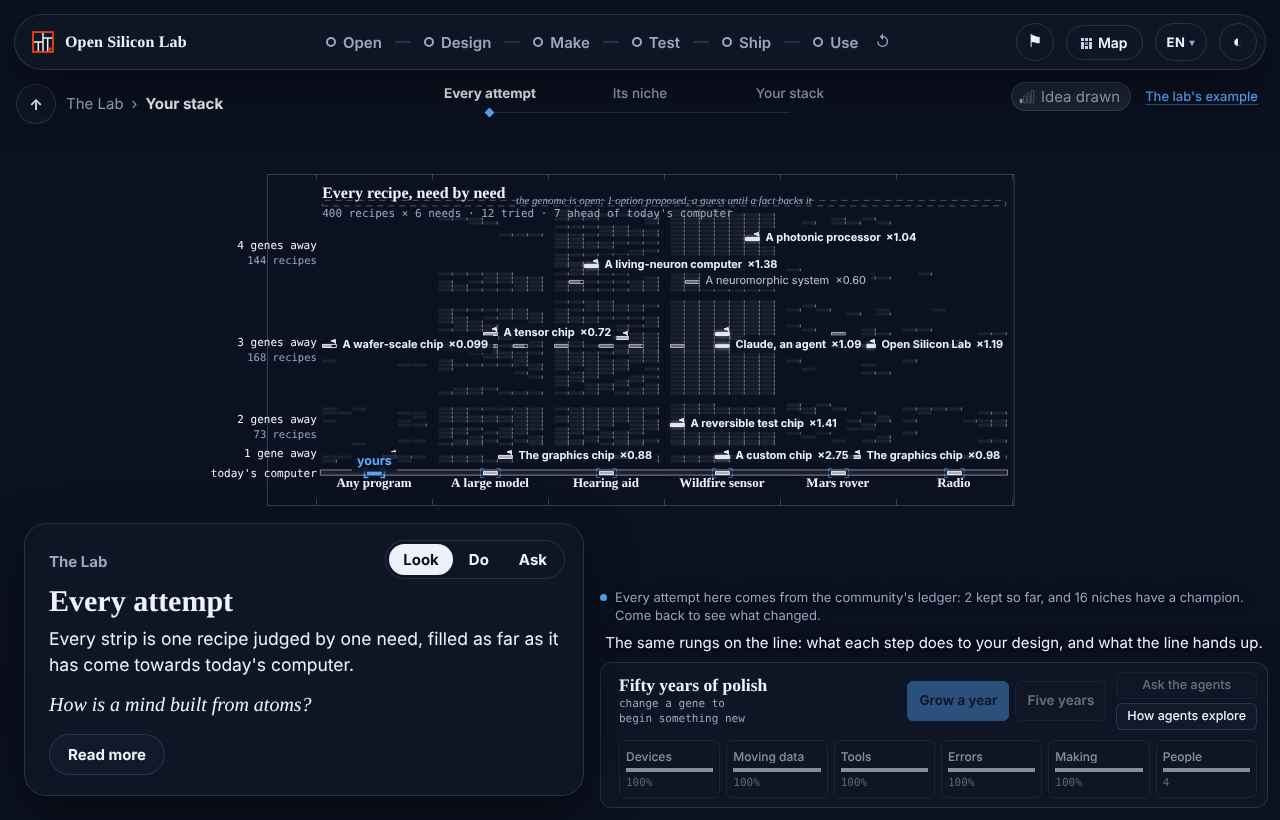 Open Silicon Lab
Open
Design
Make
Test
Ship
Use
Map
EN
The Lab › Your stack
Every attempt
Its niche
Your stack
Idea drawn
The lab's example
Every recipe, need by need
the genome is open: 1 option proposed, a guess until a fact backs it
400 recipes × 6 needs · 12 tried · 7 ahead of today's computer
4 genes away
144 recipes
A photonic processor ×1.04
A living-neuron computer ×1.38
A neuromorphic system ×0.60
3 genes away
168 recipes
A tensor chip ×0.72
A wafer-scale chip ×0.099
Claude, an agent ×1.09
Open Silicon Lab ×1.19
2 genes away
73 recipes
A reversible test chip ×1.41
1 gene away
yours
The graphics chip ×0.88
A custom chip ×2.75
The graphics chip ×0.98
today's computer
Any program
A large model
Hearing aid
Wildfire sensor
Mars rover
Radio
The Lab
Look
Do
Ask
Every attempt
Every strip is one recipe judged by one need, filled as far as it
has come towards today's computer.
How is a mind built from atoms?
Read more
Every attempt here comes from the community's ledger: 2 kept so far, and 16 niches have a champion.
Come back to see what changed.
The same rungs on the line: what each step does to your design, and what the line hands up.
Fifty years of polish
change a gene to
begin something new
Grow a year
Five years
Ask the agents
How agents explore
Devices
100%
Moving data
100%
Tools
100%
Errors
100%
Making
100%
People
4